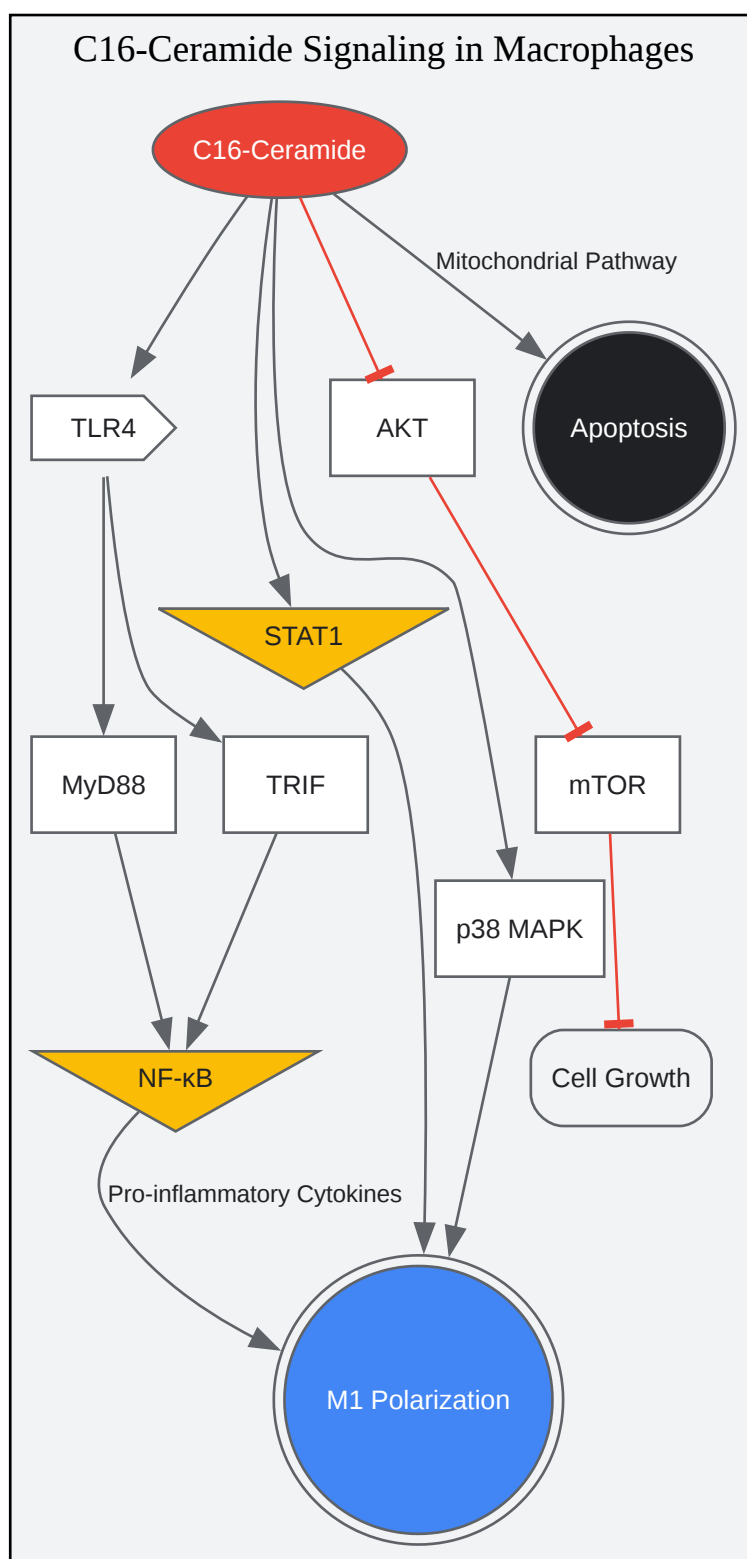 C16-Ceramide Signaling in Macrophages
C16-Ceramide
Mitochondrial Pathway
TLR4
AKT
Apoptosis
STAT1
MyD88
TRIF
mTOR
p38 MAPK
NF-κB
Cell Growth
Pro-inflammatory Cytokines
M1 Polarization